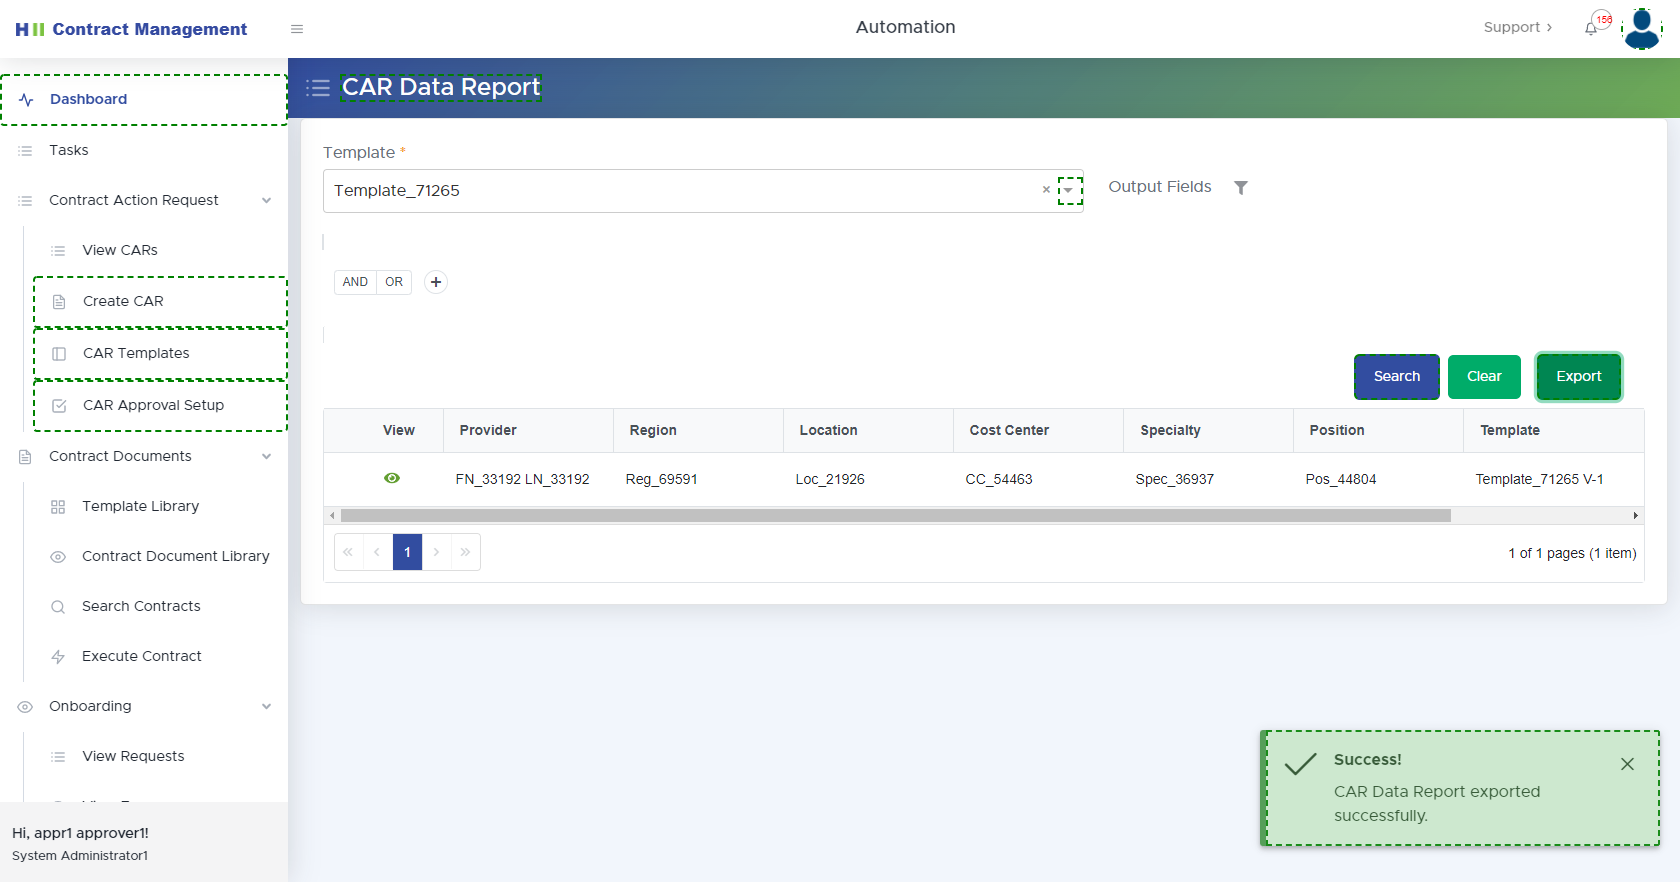 HII Contract Management
Automation
Support
156
Dashboard
Tasks
Contract Action Request
View CARs
Create CAR
CAR Templates
CAR Approval Setup
Contract Documents
Template Library
Contract Document Library
Search Contracts
Execute Contract
Onboarding
View Requests
Hi, appr1 approver1!
System Administrator1
CAR Data Report
Template *
Template_71265
Output Fields
AND OR +
Search Clear Export
View Provider Region Location Cost Center Specialty Position Template
FN_33192 LN_33192 Reg_69591 Loc_21926 CC_54463 Spec_36937 Pos_44804 Template_71265 V-1
« ‹ 1 › »
1 of 1 pages (1 item)
Success!
CAR Data Report exported
successfully.